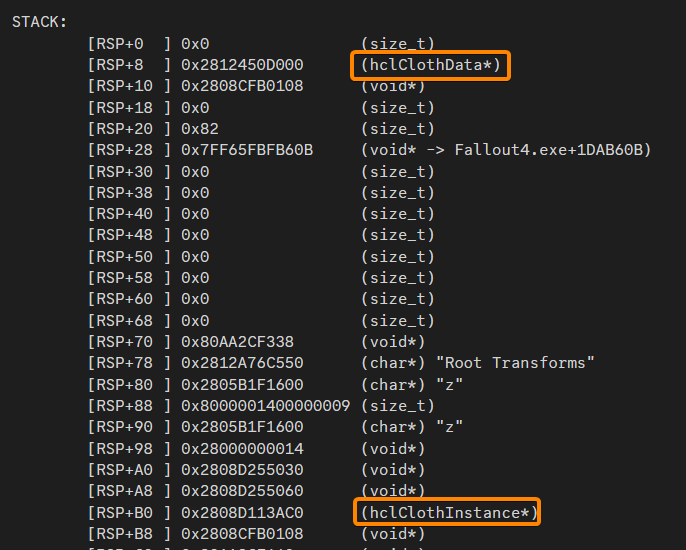 STACK:
[RSP+0  ] 0x0                (size_t)
[RSP+8  ] 0x2812450D000      (hclClothData*)
[RSP+10 ] 0x2808CFB0108      (void*)
[RSP+18 ] 0x0                (size_t)
[RSP+20 ] 0x82               (size_t)
[RSP+28 ] 0x7FF65FBFB60B     (void* -> Fallout4.exe+1DAB60B)
[RSP+30 ] 0x0                (size_t)
[RSP+38 ] 0x0                (size_t)
[RSP+40 ] 0x0                (size_t)
[RSP+48 ] 0x0                (size_t)
[RSP+50 ] 0x0                (size_t)
[RSP+58 ] 0x0                (size_t)
[RSP+60 ] 0x0                (size_t)
[RSP+68 ] 0x0                (size_t)
[RSP+70 ] 0x80AA2CF338       (void*)
[RSP+78 ] 0x2812A76C550      (char*) "Root Transforms"
[RSP+80 ] 0x2805B1F1600      (char*) "z"
[RSP+88 ] 0x8000001400000009 (size_t)
[RSP+90 ] 0x2805B1F1600      (char*) "z"
[RSP+98 ] 0x28000000014      (void*)
[RSP+A0 ] 0x2808D255030      (void*)
[RSP+A8 ] 0x2808D255060      (void*)
[RSP+B0 ] 0x2808D113AC0      (hclClothInstance*)
[RSP+B8 ] 0x2808CFB0108      (void*)